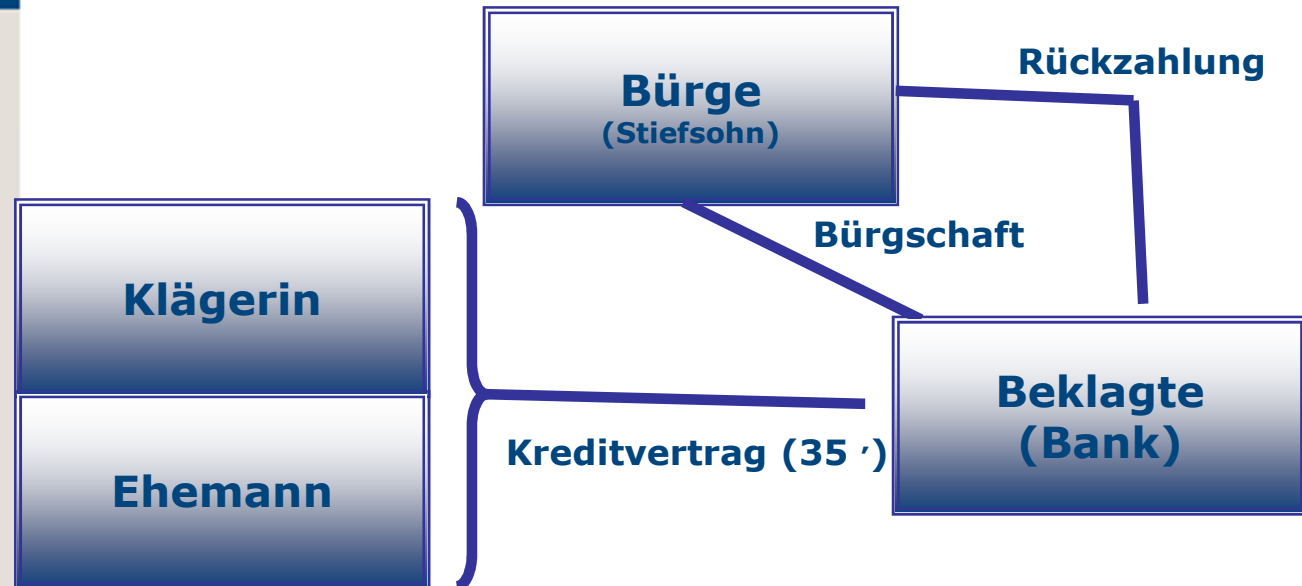 Bürge
(Stiefsohn)
Rückzahlung
Bürgschaft
Klägerin
Ehemann
Kreditvertrag (35 ′)
Beklagte
(Bank)